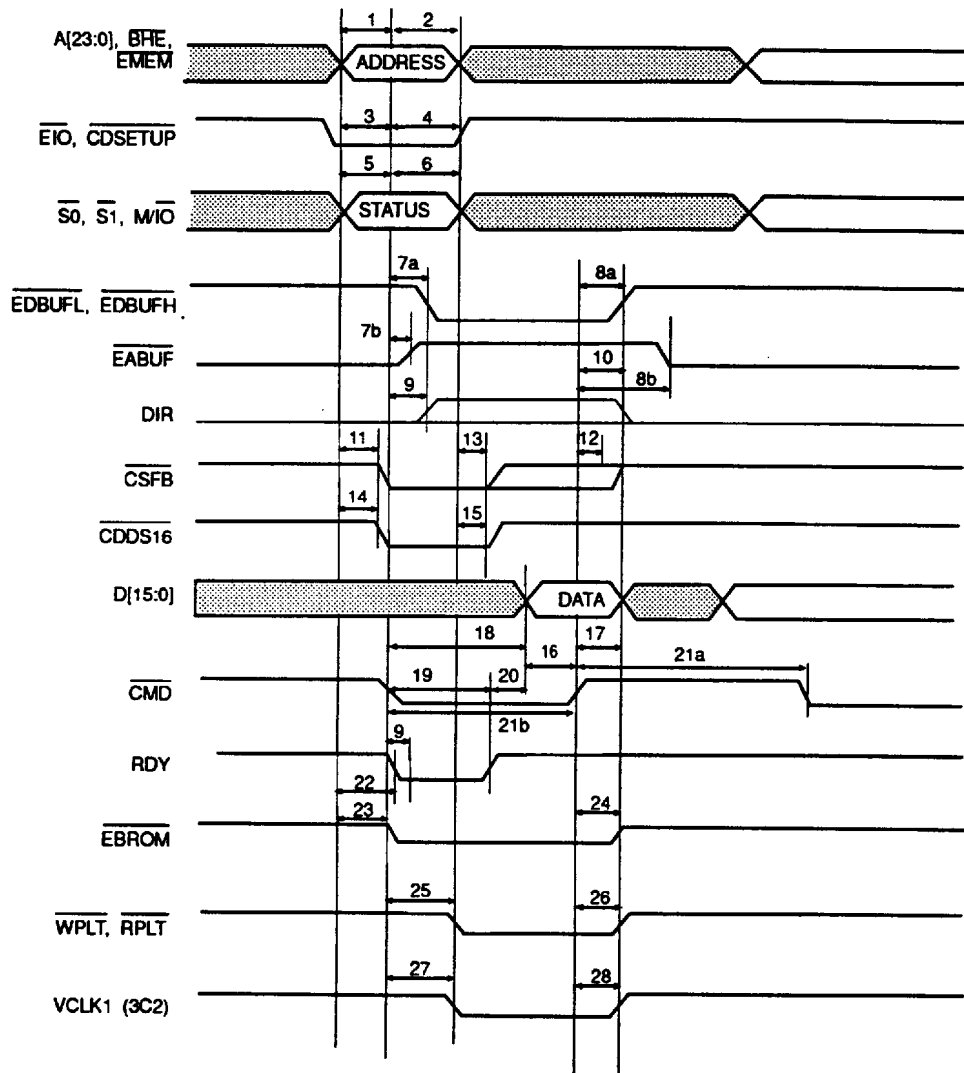 1 2
A[23:0], BHE,
EMEM
ADDRESS
3 4
EIO, CDSETUP
5 6
S0, S1, M/IO
STATUS
7a 8a
EDBUFL, EDBUFH
7b
EABUF
10
8b
9
DIR
11 13 12
CSFB
14 15
CDDS16
D[15:0]
DATA
18 16 17
21a
19 20
CMD
21b
9
RDY
22
23 24
EBROM
25 26
WPLT, RPLT
27 28
VCLK1 (3C2)